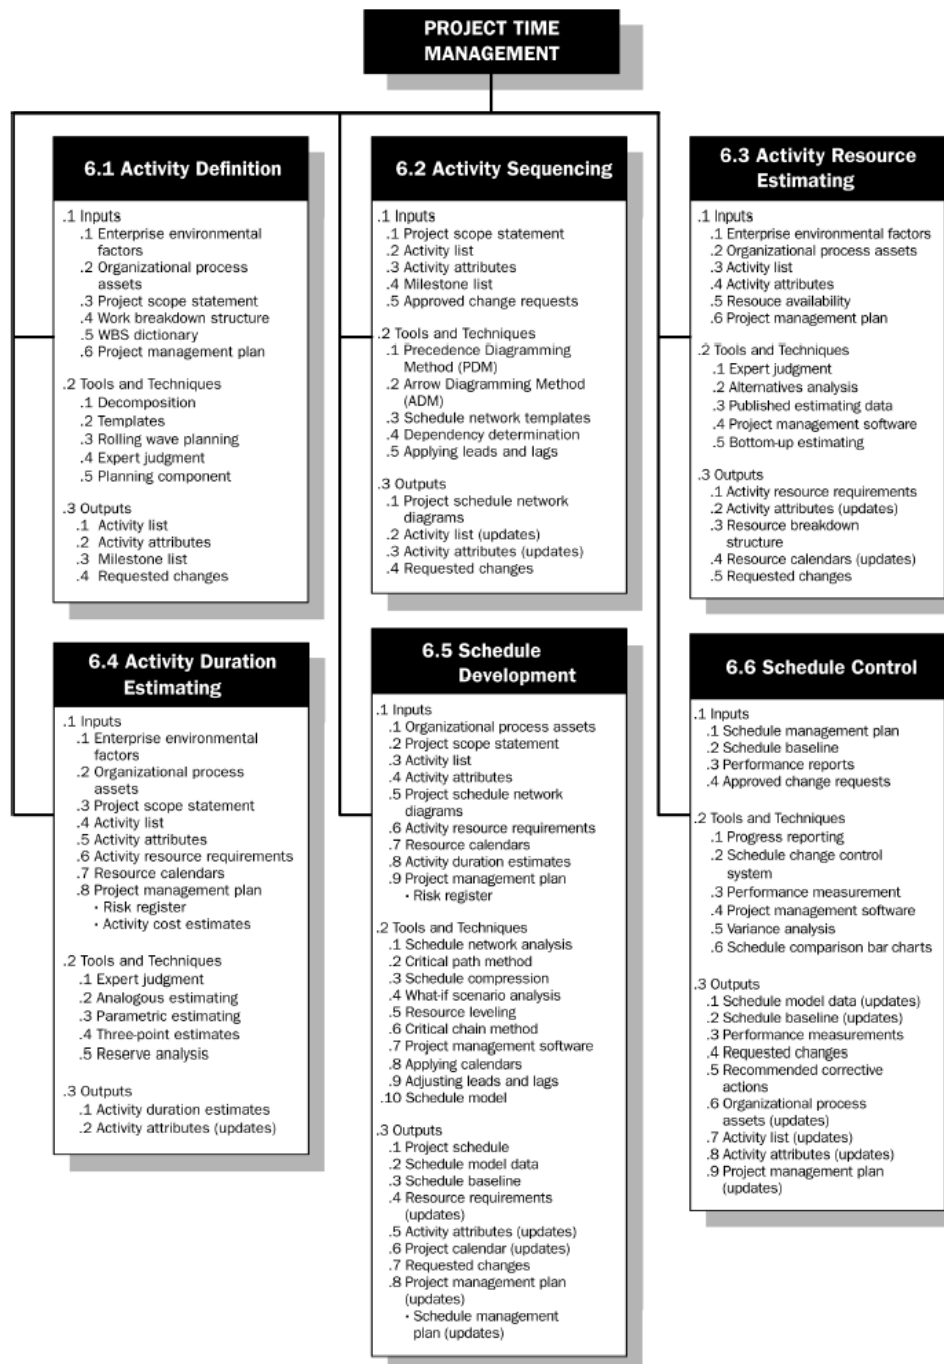 PROJECT TIME
MANAGEMENT
6.1 Activity Definition
.1 Inputs
.1 Enterprise environmental
factors
.2 Organizational process
assets
.3 Project scope statement
.4 Work breakdown structure
.5 WBS dictionary
.6 Project management plan
.2 Tools and Techniques
.1 Decomposition
.2 Templates
.3 Rolling wave planning
.4 Expert judgment
.5 Planning component
.3 Outputs
.1 Activity list
.2 Activity attributes
.3 Milestone list
.4 Requested changes
6.2 Activity Sequencing
.1 Inputs
.1 Project scope statement
.2 Activity list
.3 Activity attributes
.4 Milestone list
.5 Approved change requests
.2 Tools and Techniques
.1 Precedence Diagramming
Method (PDM)
.2 Arrow Diagramming Method
(ADM)
.3 Schedule network templates
.4 Dependency determination
.5 Applying leads and lags
.3 Outputs
.1 Project schedule network
diagrams
.2 Activity list (updates)
.3 Activity attributes (updates)
.4 Requested changes
6.3 Activity Resource
Estimating
.1 Inputs
.1 Enterprise environmental factors
.2 Organizational process assets
.3 Activity list
.4 Activity attributes
.5 Resouce availability
.6 Project management plan
.2 Tools and Techniques
.1 Expert judgment
.2 Alternatives analysis
.3 Published estimating data
.4 Project management software
.5 Bottom-up estimating
.3 Outputs
.1 Activity resource requirements
.2 Activity attributes (updates)
.3 Resource breakdown
structure
.4 Resource calendars (updates)
.5 Requested changes
6.4 Activity Duration
Estimating
.1 Inputs
.1 Enterprise environmental
factors
.2 Organizational process
assets
.3 Project scope statement
.4 Activity list
.5 Activity attributes
.6 Activity resource requirements
.7 Resource calendars
.8 Project management plan
• Risk register
• Activity cost estimates
.2 Tools and Techniques
.1 Expert judgment
.2 Analogous estimating
.3 Parametric estimating
.4 Three-point estimates
.5 Reserve analysis
.3 Outputs
.1 Activity duration estimates
.2 Activity attributes (updates)
6.5 Schedule
Development
.1 Inputs
.1 Organizational process assets
.2 Project scope statement
.3 Activity list
.4 Activity attributes
.5 Project schedule network
diagrams
.6 Activity resource requirements
.7 Resource calendars
.8 Activity duration estimates
.9 Project management plan
• Risk register
.2 Tools and Techniques
.1 Schedule network analysis
.2 Critical path method
.3 Schedule compression
.4 What-if scenario analysis
.5 Resource leveling
.6 Critical chain method
.7 Project management software
.8 Applying calendars
.9 Adjusting leads and lags
.10 Schedule model
.3 Outputs
.1 Project schedule
.2 Schedule model data
.3 Schedule baseline
.4 Resource requirements
(updates)
.5 Activity attributes (updates)
.6 Project calendar (updates)
.7 Requested changes
.8 Project management plan
(updates)
• Schedule management
plan (updates)
6.6 Schedule Control
.1 Inputs
.1 Schedule management plan
.2 Schedule baseline
.3 Performance reports
.4 Approved change requests
.2 Tools and Techniques
.1 Progress reporting
.2 Schedule change control
system
.3 Performance measurement
.4 Project management software
.5 Variance analysis
.6 Schedule comparison bar charts
.3 Outputs
.1 Schedule model data (updates)
.2 Schedule baseline (updates)
.3 Performance measurements
.4 Requested changes
.5 Recommended corrective
actions
.6 Organizational process
assets (updates)
.7 Activity list (updates)
.8 Activity attributes (updates)
.9 Project management plan
(updates)